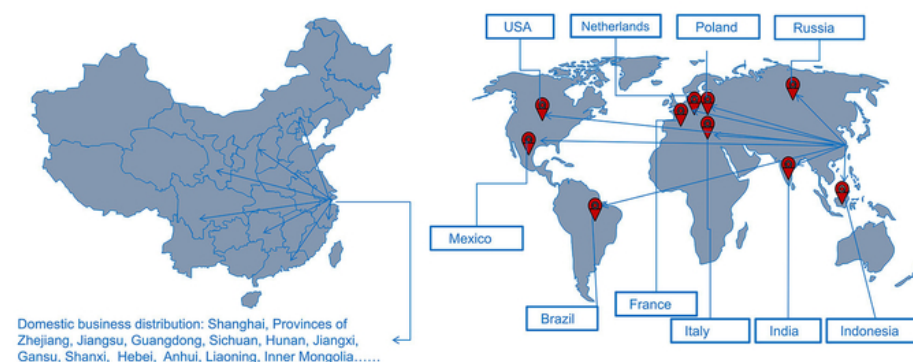 USA
Netherlands
Poland
Russia
Mexico
Brazil
France
Italy
India
Indonesia
Domestic business distribution: Shanghai, Provinces of
Zhejiang, Jiangsu, Guangdong, Sichuan, Hunan, Jiangxi,
Gansu, Shanxi, Hebei, Anhui, Liaoning, Inner Mongolia……